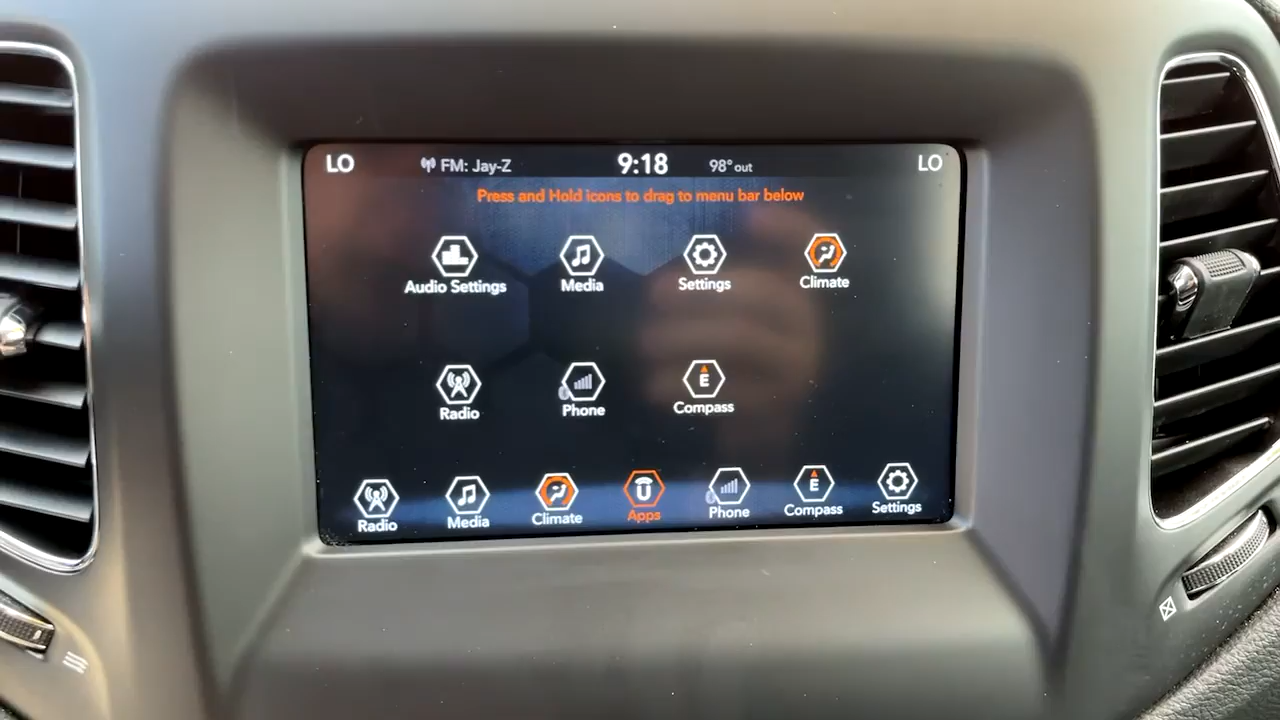 LO FM: Jay-Z 9:18 98° out LO
Press and Hold icons to drag to menu bar below
Audio Settings Media Settings Climate
E
Radio Phone Compass
E
Radio Media Climate Apps Phone Compass Settings